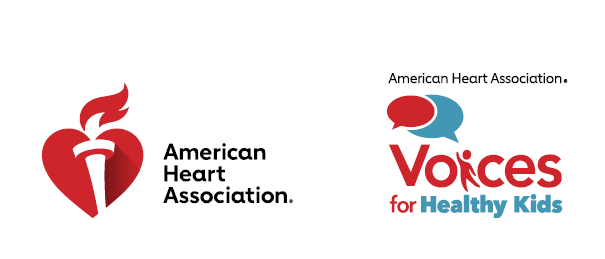 American
Heart
Association.
American Heart Association.
Voices
for Healthy Kids